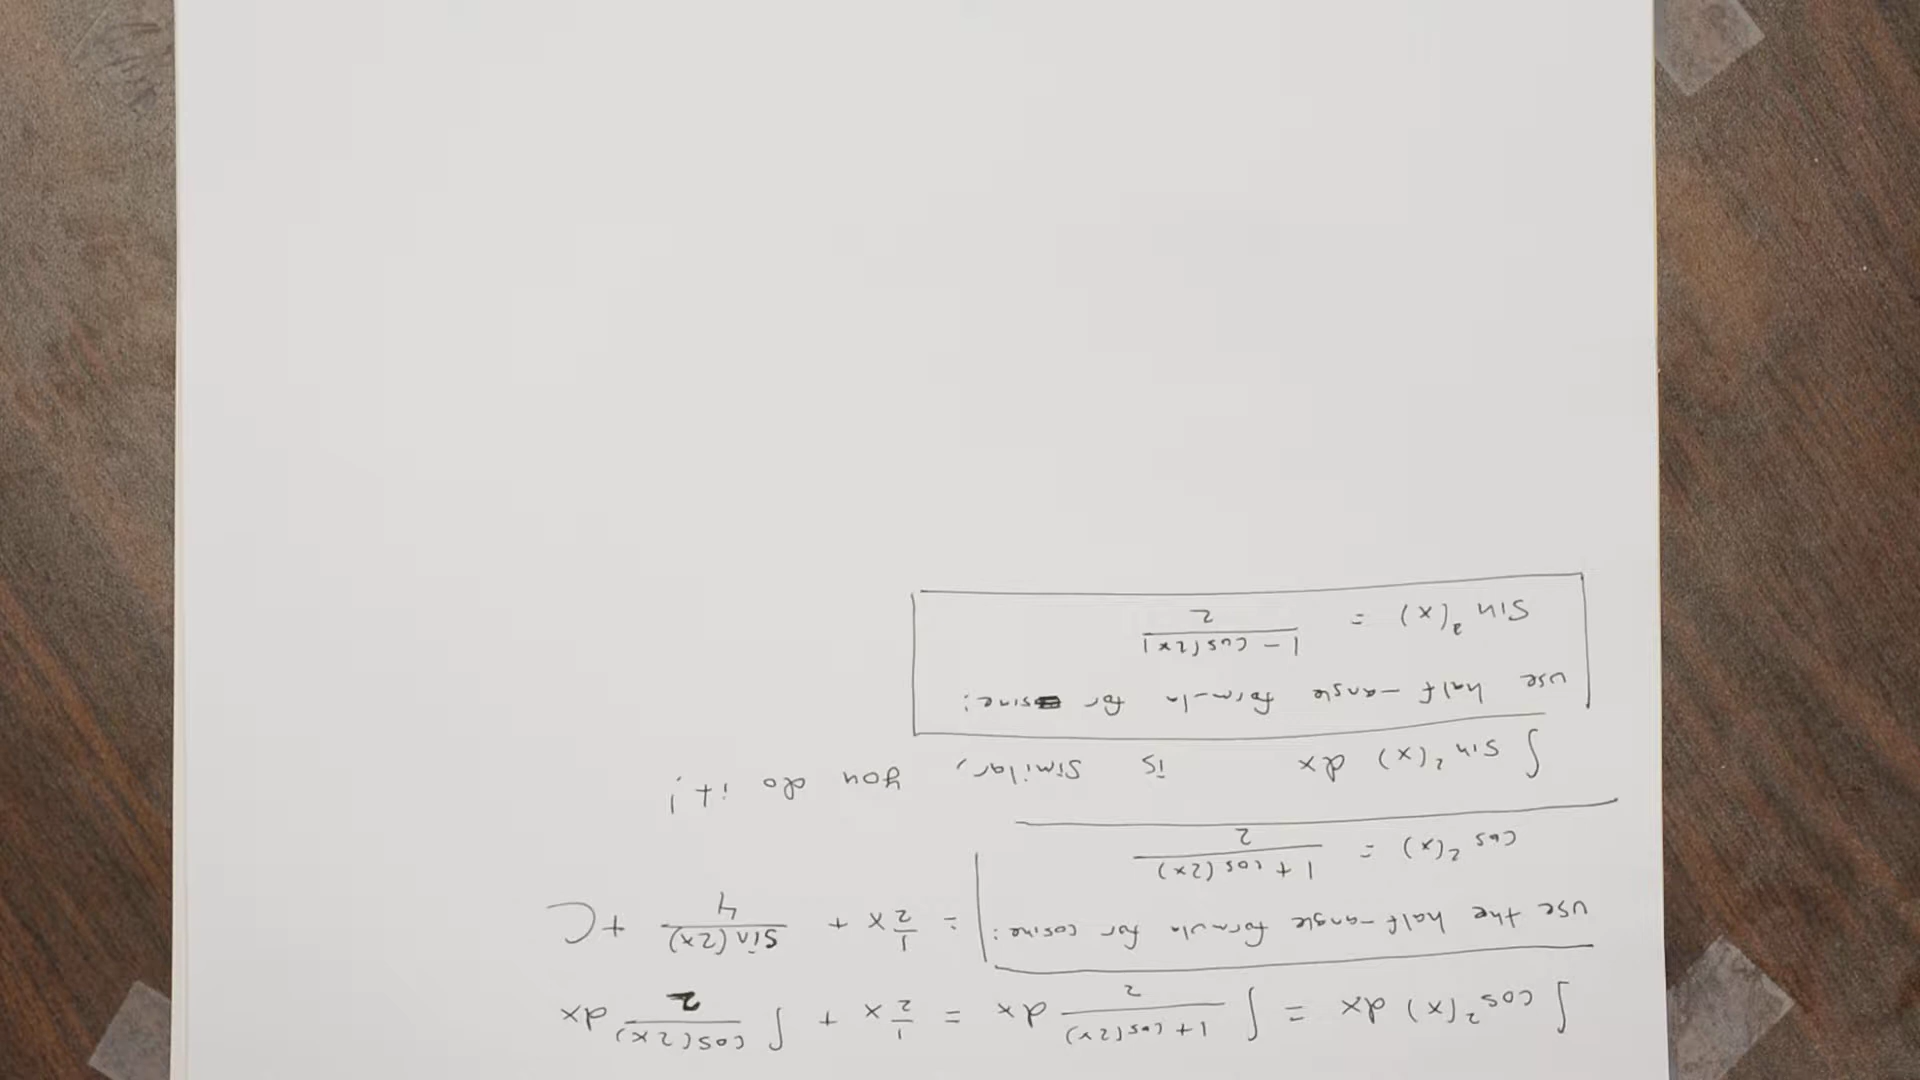 ∫ cos²(x) dx = ∫ (1 + cos(2x))/2 dx = 1/2 x + ∫ cos(2x)/2 dx
use the half-angle formula for cosine:
cos²(x) = (1 + cos(2x))/2
= 1/2 x + sin(2x)/4 + C
∫ sin²(x) dx is similar, you do it!
use half-angle formula for sine:
sin²(x) = (1 - cos(2x))/2